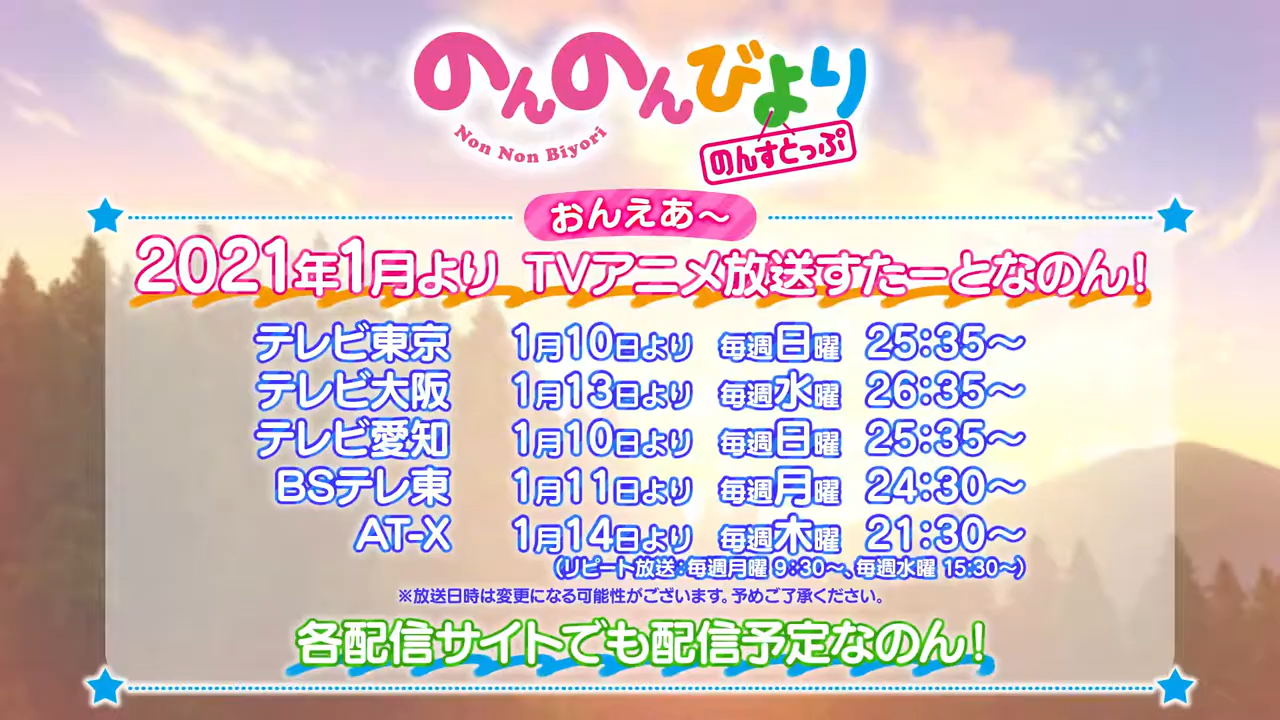 のんのんびより
Non Non Biyori
のんすとっぷ
おんえあ～
2021年1月より TVアニメ放送すたーとなのん！
テレビ東京 1月10日より 毎週日曜 25:35～
テレビ大阪 1月13日より 毎週水曜 26:35～
テレビ愛知 1月10日より 毎週日曜 25:35～
BSテレ東 1月11日より 毎週月曜 24:30～
AT-X 1月14日より 毎週木曜 21:30～
（リピート放送：毎週月曜 9：30～、毎週水曜 15:30～）
※放送日時は変更になる可能性がございます。予めご了承ください。
各配信サイトでも配信予定なのん！